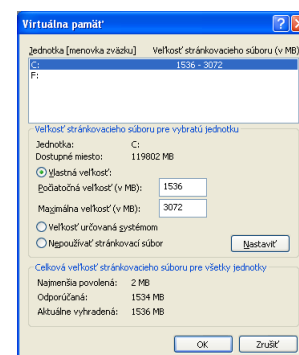 Virtuálna pamäť
Jednotka [menovka zväzku] Veľkosť stránkovacieho súboru (v MB)
C: 1536 - 3072
F:
Veľkosť stránkovacieho súboru pre vybratú jednotku
Jednotka: C:
Dostupné miesto: 119802 MB
Vlastná veľkosť:
Počiatočná veľkosť (v MB): 1536
Maximálna veľkosť (v MB): 3072
Veľkosť určovaná systémom
Nepoužívať stránkovací súbor Nastaviť
Celková veľkosť stránkovacieho súboru pre všetky jednotky
Najmenšia povolená: 2 MB
Odporúčaná: 1534 MB
Aktuálne vyhradená: 1536 MB
OK Zrušiť